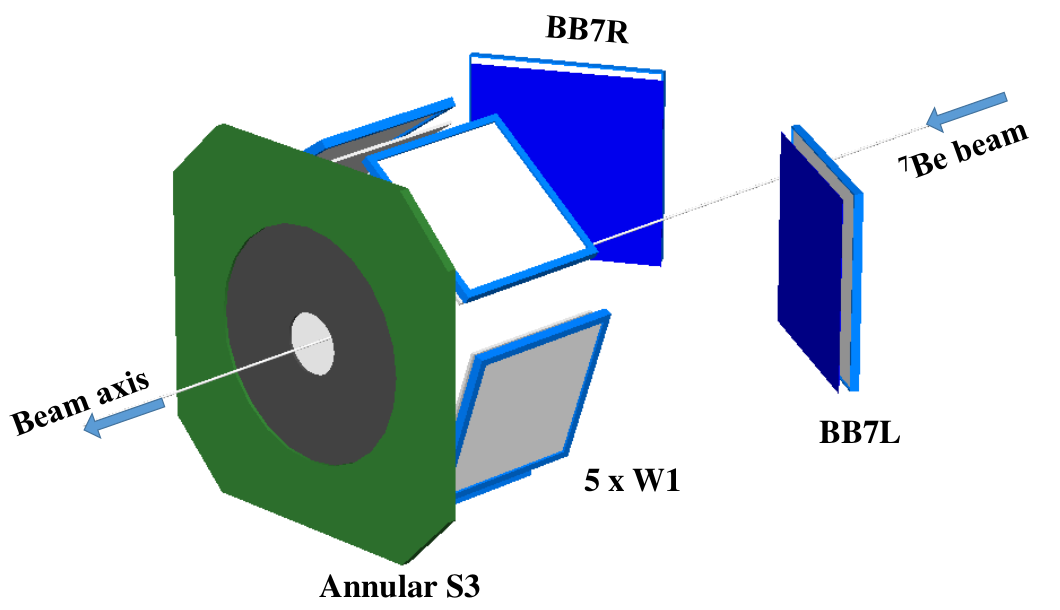 BB7R
⁷Be beam
Beam axis
BB7L
5 x W1
Annular S3